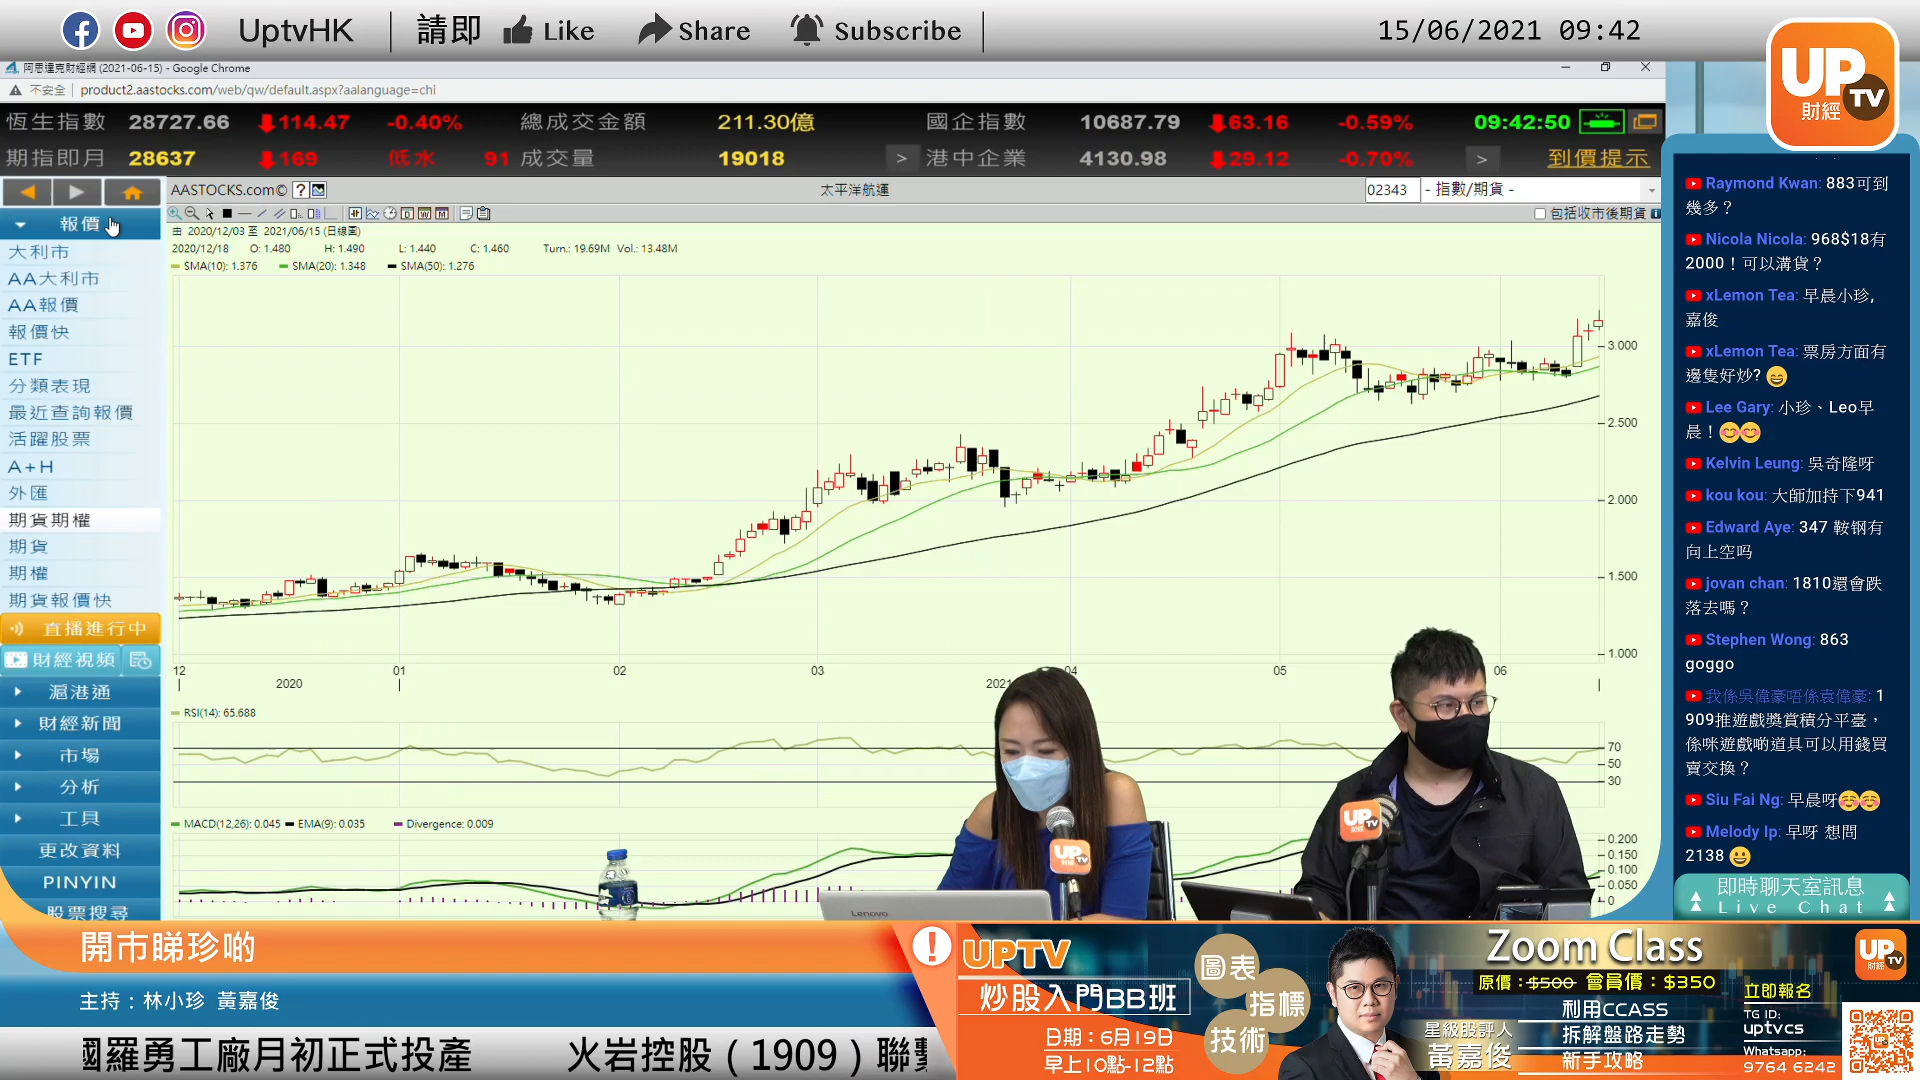 UptvHK
請即 Like Share Subscribe
15/06/2021 09:42
UP TV 財經
阿思達克財經網 (2021-06-15) - Google Chrome
不安全 | product2.aastocks.com/web/qw/default.aspx?aalanguage=chi
恆生指數 28727.66 114.47 -0.40% 總成交金額 211.30億 國企指數 10687.79 63.16 -0.59% 09:42:50
期指即月 28637 169 低水 91 成交量 19018 > 港中企業 4130.98 29.12 -0.70% > 到價提示
AASTOCKS.com© ? 太平洋航運 02343 - 指數/期貨 -
包括收市後期貨
報價
大利市
AA大利市
AA報價
報價快
ETF
分類表現
最近查詢報價
活躍股票
A+H
外匯
期貨期權
期貨
期權
期貨報價快
直播進行中
財經視頻
滬港通
財經新聞
市場
分析
工具
更改資料
PINYIN
股票搜尋
由 2020/12/03 至 2021/06/15 (日線圖)
2020/12/18 O: 1.480 H: 1.490 L: 1.440 C: 1.460 Turn.: 19.69M Vol.: 13.48M
SMA(10): 1.376 SMA(20): 1.348 SMA(50): 1.276
3.000
2.500
2.000
1.500
1.000
12 01 02 03 04 05 06
2020 2021
RSI(14): 65.688
70
50
30
MACD(12,26): 0.045 EMA(9): 0.035 Divergence: 0.009
0.200
0.150
0.100
0.050
0
Lenovo
UP TV 財經
UP TV 財經
Raymond Kwan: 883可到
幾多？
Nicola Nicola: 968$18有
2000！可以溝貨？
xLemon Tea: 早晨小珍,
嘉俊
xLemon Tea: 票房方面有
邊隻好炒? 😄
Lee Gary: 小珍、Leo早
晨！😊😊
Kelvin Leung: 吳奇隆呀
kou kou: 大師加持下941
Edward Aye: 347 鞍钢有
向上空吗
jovan chan: 1810還會跌
落去嗎？
Stephen Wong: 863
goggo
我係吳偉豪唔係袁偉豪: 1
909推遊戲獎賞積分平臺，
係咪遊戲啲道具可以用錢買
賣交換？
Siu Fai Ng: 早晨呀😊😊
Melody Ip: 早呀 想問
2138 😀
即時聊天室訊息
Live Chat
開市睇珍啲
主持：林小珍 黃嘉俊
國羅勇工廠月初正式投產 火岩控股（1909）聯
UPTV
炒股入門BB班
日期：6月19日
早上10點-12點
圖表
指標
技術
Zoom Class
原價：$500 會員價：$350
星級股評人
黃嘉俊
利用CCASS
拆解盤路走勢
新手攻略
UP TV 財經
立即報名
TG ID:
uptvcs
Whatsapp:
9764 6242